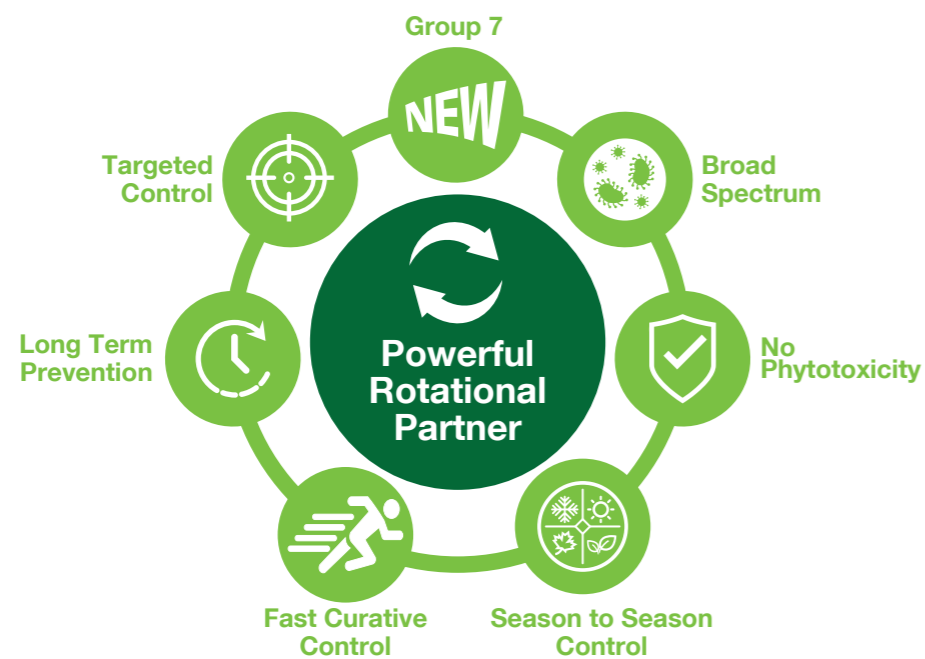 Group 7
NEW
Targeted
Control
Broad
Spectrum
Long Term
Prevention
Powerful
Rotational
Partner
No
Phytotoxicity
Fast Curative
Control
Season to Season
Control